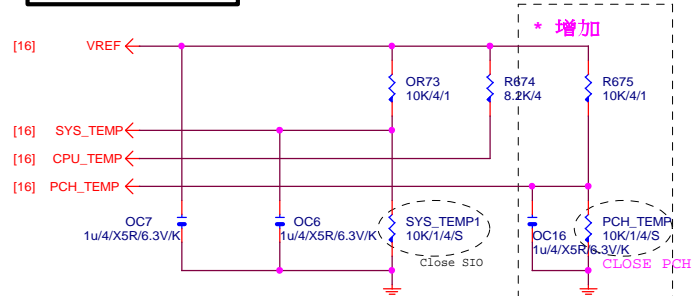 * 增加
[16] VREF
OR73
10K/4/1
R674
8.2K/4
R675
10K/4/1
[16] SYS_TEMP
[16] CPU_TEMP
[16] PCH_TEMP
OC7
1u/4/X5R/6.3V/K
OC6
1u/4/X5R/6.3V/K
SYS_TEMP1
10K/1/4/S
Close SIO
OC16
1u/4/X5R/6.3V/K
PCH_TEMP
10K/1/4/S
CLOSE PCH